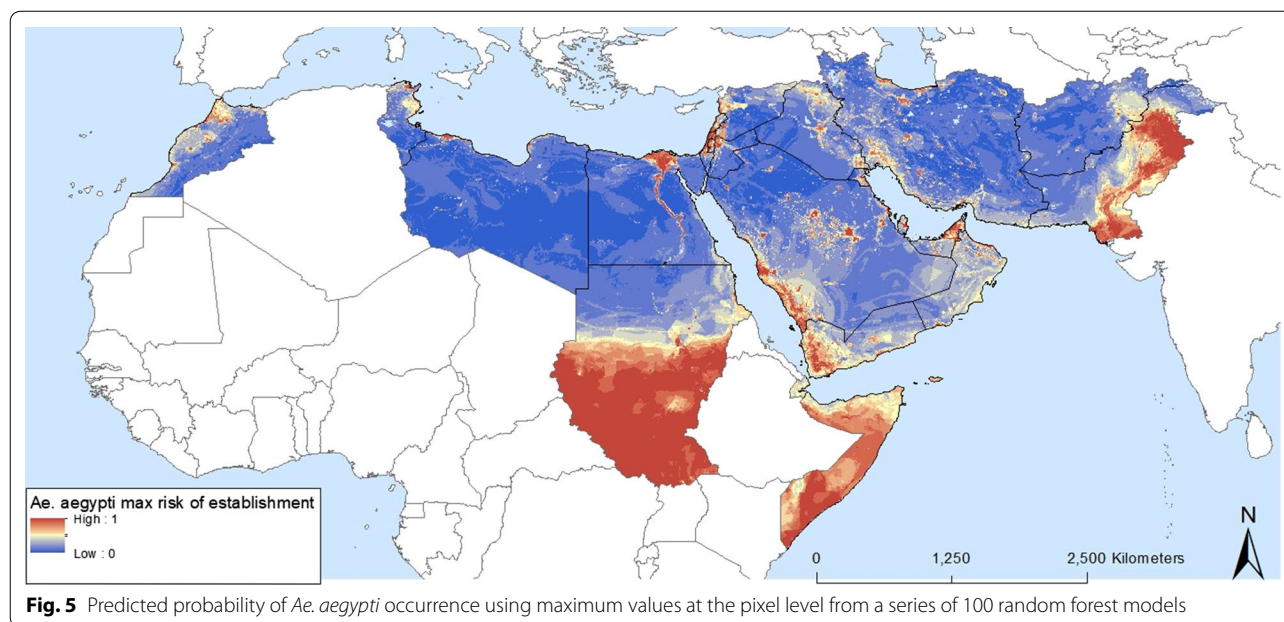 Ae. aegypti max risk of establishment
High : 1
Low : 0
N
0 1,250 2,500 Kilometers
Fig. 5 Predicted probability of Ae. aegypti occurrence using maximum values at the pixel level from a series of 100 random forest models